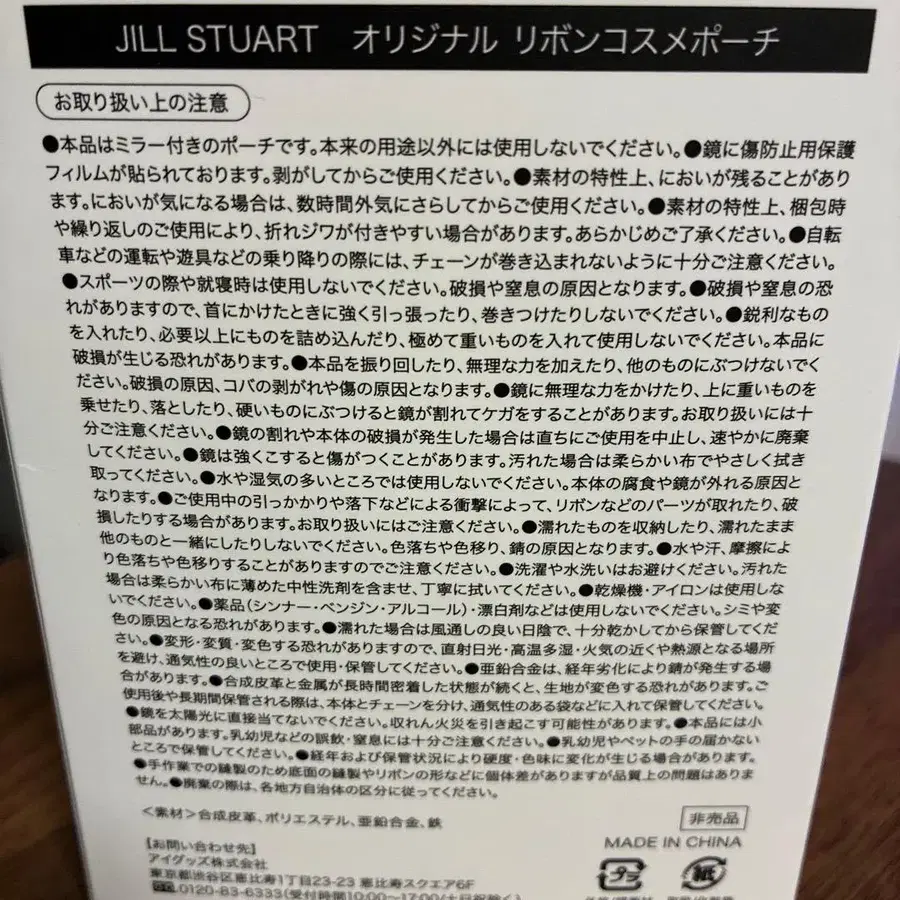 JILL STUART オリジナル リボンコスメポーチ
お取り扱い上の注意
●本品はミラー付きのポーチです。本来の用途以外には使用しないでください。●鏡に傷防止用保護
フィルムが貼られております。剥がしてからご使用ください。●素材の特性上、においが残ることがあり
ます。においが気になる場合は、数時間外気にさらしてからご使用ください。●素材の特性上、梱包時
や繰り返しのご使用により、折れジワが付きやすい場合があります。あらかじめご了承ください。●自転
車などの運転や遊具などの乗り降りの際には、チェーンが巻き込まれないように十分ご注意ください。
●スポーツの際や就寝時は使用しないでください。破損や窒息の原因となります。●破損や窒息の恐
れがありますので、首にかけたときに強く引っ張ったり、巻きつけたりしないでください。●鋭利なもの
を入れたり、必要以上にものを詰め込んだり、極めて重いものを入れて使用しないでください。本品に
破損が生じる恐れがあります。●本品を振り回したり、無理な力を加えたり、他のものにぶつけないでく
ださい。破損の原因、コバの剥がれや傷の原因となります。●鏡に無理な力をかけたり、上に重いものを
乗せたり、落としたり、硬いものにぶつけると鏡が割れてケガをすることがあります。お取り扱いには十
分ご注意ください。●鏡の割れや本体の破損が発生した場合は直ちにご使用を中止し、速やかに廃棄
してください。●鏡は強くこすると傷がつくことがあります。汚れた場合は柔らかい布でやさしく拭き
取ってください。●水や湿気の多いところでは使用しないでください。本体の腐食や鏡が外れる原因と
なります。●ご使用中の引っかかりや落下などによる衝撃によって、リボンなどのパーツが取れたり、破
損したりする場合があります。お取り扱いにはご注意ください。●濡れたものを収納したり、濡れたまま
他のものと一緒にしたりしないでください。色落ちや色移り、錆の原因となります。●水や汗、摩擦によ
り色落ちや色移りすることがありますのでご注意ください。●洗濯や水洗いはお避けください。汚れた
場合は柔らかい布に薄めた中性洗剤を含ませ、丁寧に拭いてください。●乾燥機・アイロンは使用しな
いでください。●薬品（シンナー・ベンジン・アルコール）・漂白剤などは使用しないでください。シミや変
色の原因となる恐れがあります。●濡れた場合は風通しの良い日陰で、十分乾かしてから保管してくだ
さい。●変形・変質・変色する恐れがありますので、直射日光・高温多湿・火気の近くや熱源となる場所
を避け、通気性の良いところで使用・保管してください。●亜鉛合金は、経年劣化により錆が発生する場
合があります。●合成皮革と金属が長時間密着した状態が続くと、生地が変色する恐れがあります。ご
使用後や長期間保管される際は、本体とチェーンを分け、通気性のある袋などに入れて保管してください。
●鏡を太陽光に直接当てないでください。収れん火災を引き起こす可能性があります。●本品には小
部品があります。乳幼児などの誤飲・窒息には十分ご注意ください。●乳幼児やペットの手の届かない
ところで保管してください。●経年および保管状況により硬度・色味に変化が生じる場合があります。
●手作業での縫製のため底面の縫製やリボンの形などに個体差がありますが品質上の問題はありま
せん。●廃棄の際は、各地方自治体の区分に従ってください。
＜素材＞合成皮革、ポリエステル、亜鉛合金、鉄
非売品
【お問い合わせ先】
MADE IN CHINA
アイグッズ株式会社
東京都渋谷区恵比寿1丁目23-23 恵比寿スクエア6F
0120-83-6333（受付時間10:00～17:00/土日祝除く）
プラ
紙